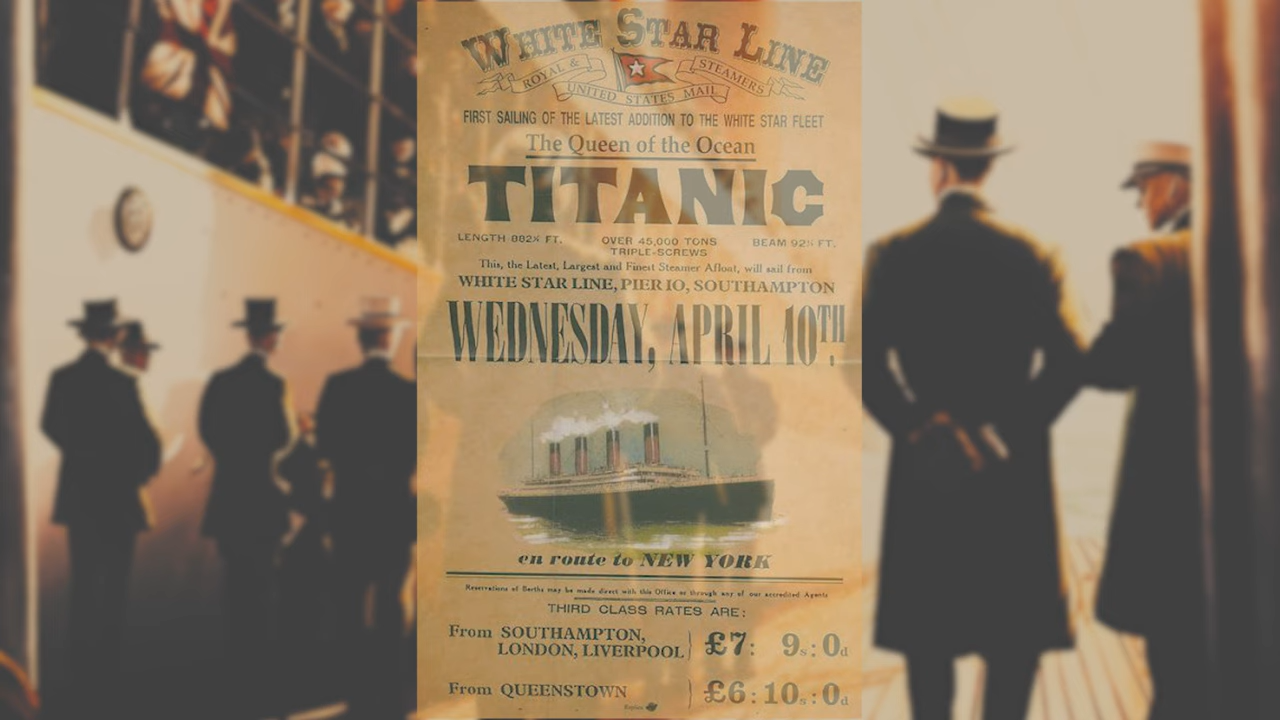 WHITE STAR LINE
ROYAL & UNITED STATES MAIL STEAMERS
FIRST SAILING OF THE LATEST ADDITION TO THE WHITE STAR FLEET
The Queen of the Ocean
TITANIC
LENGTH 882½ FT. OVER 45,000 TONS BEAM 92½ FT.
TRIPLE-SCREWS
This, the Latest, Largest and Finest Steamer Afloat, will sail from
WHITE STAR LINE, PIER 10, SOUTHAMPTON
WEDNESDAY, APRIL 10TH.
en route to NEW YORK
Reservations of Berths may be made direct with this Office or through any of our accredited Agents
THIRD CLASS RATES ARE:
From SOUTHAMPTON,
LONDON, LIVERPOOL } £7: 9s: 0d
From QUEENSTOWN } £6: 10s: 0d